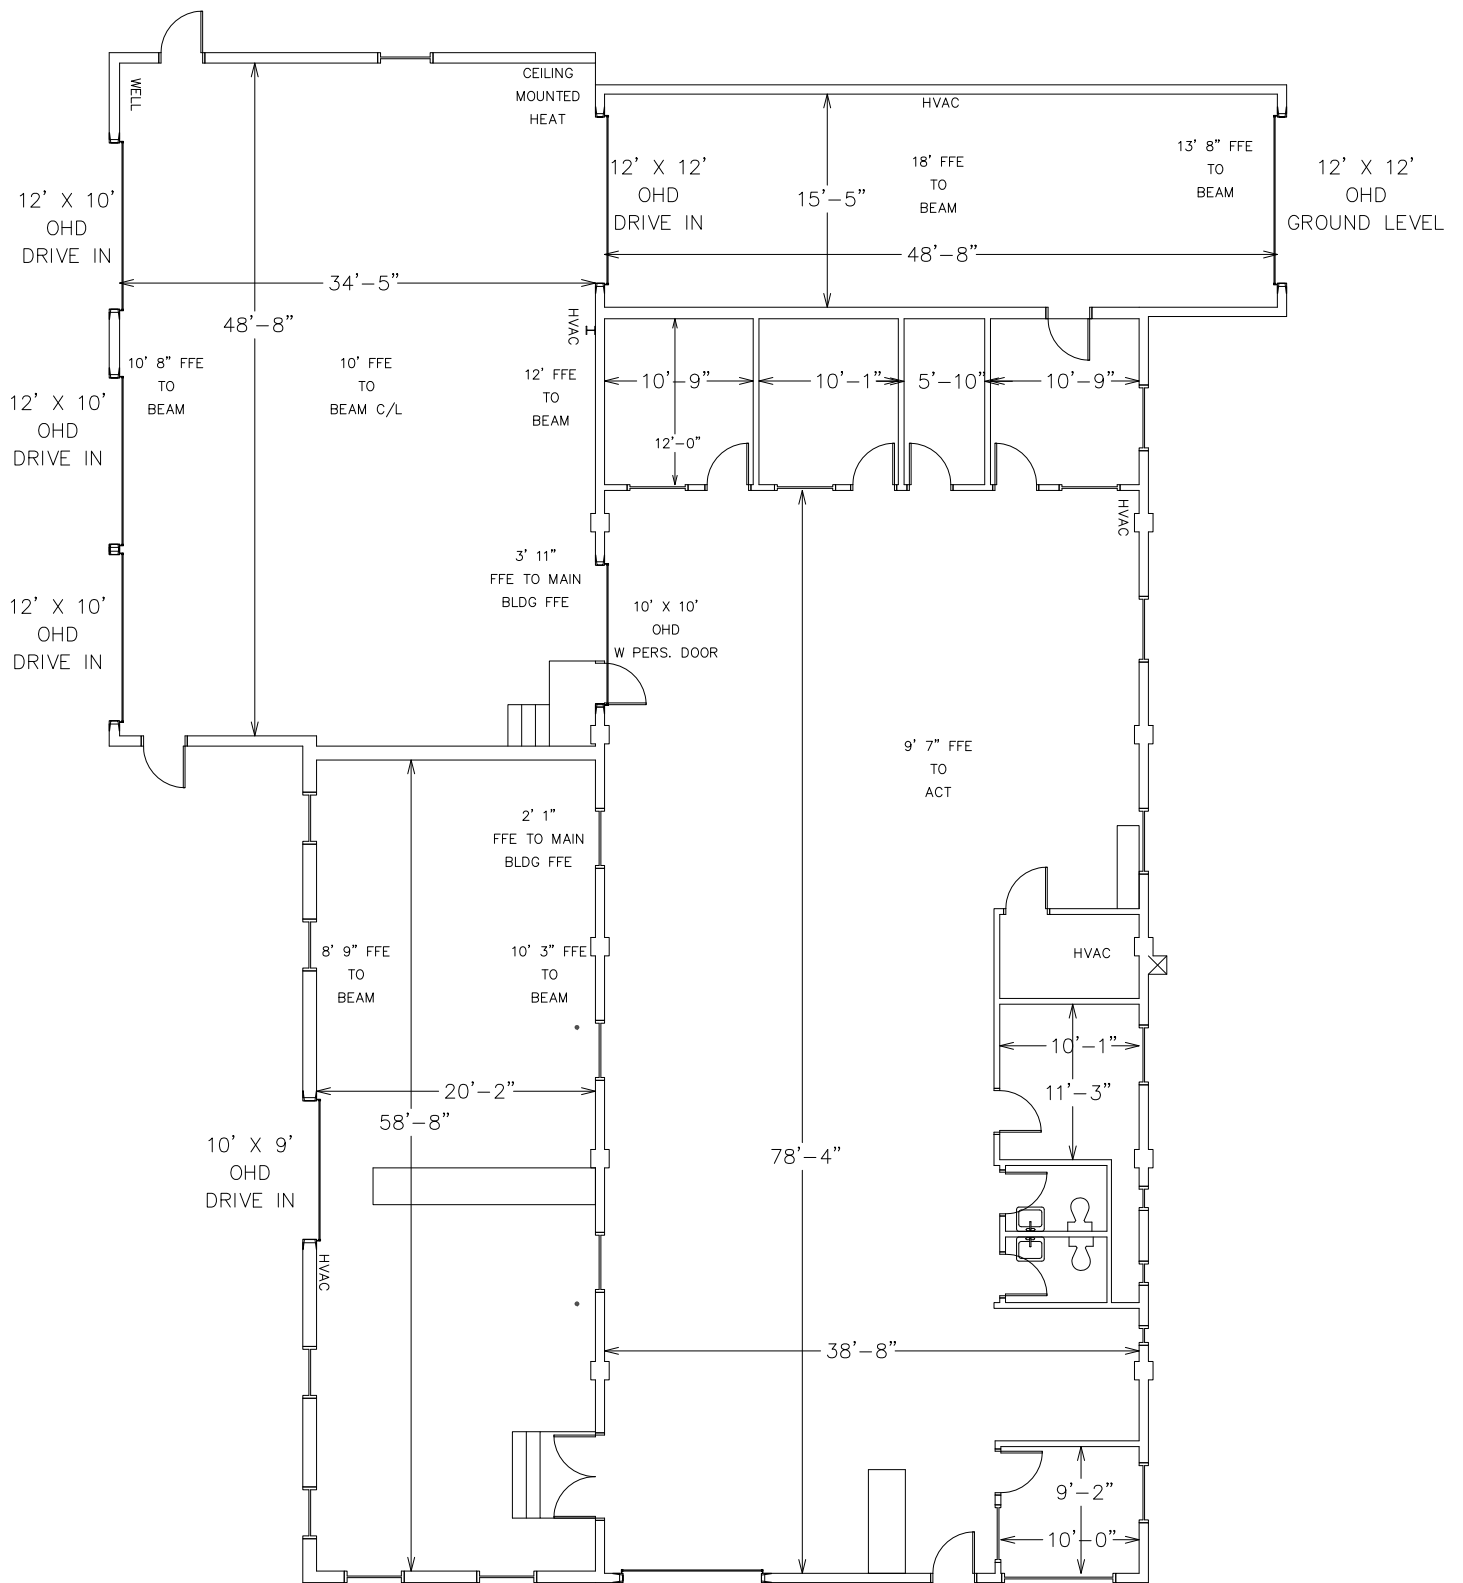 WELL
CEILING
MOUNTED
HEAT
HVAC
12' X 10'
OHD
DRIVE IN
12' X 12'
OHD
DRIVE IN
15'-5"
18' FFE
TO
BEAM
13' 8" FFE
TO
BEAM
12' X 12'
OHD
GROUND LEVEL
48'-8"
34'-5"
48'-8"
HVAC
10' 8" FFE
TO
BEAM
10' FFE
TO
BEAM C/L
12' FFE
TO
BEAM
10'-9"
10'-1"
5'-10"
10'-9"
12'-0"
12' X 10'
OHD
DRIVE IN
HVAC
3' 11"
FFE TO MAIN
BLDG FFE
10' X 10'
OHD
W PERS. DOOR
12' X 10'
OHD
DRIVE IN
9' 7" FFE
TO
ACT
2' 1"
FFE TO MAIN
BLDG FFE
8' 9" FFE
TO
BEAM
10' 3" FFE
TO
BEAM
HVAC
10'-1"
11'-3"
20'-2"
58'-8"
78'-4"
10' X 9'
OHD
DRIVE IN
HVAC
38'-8"
9'-2"
10'-0"